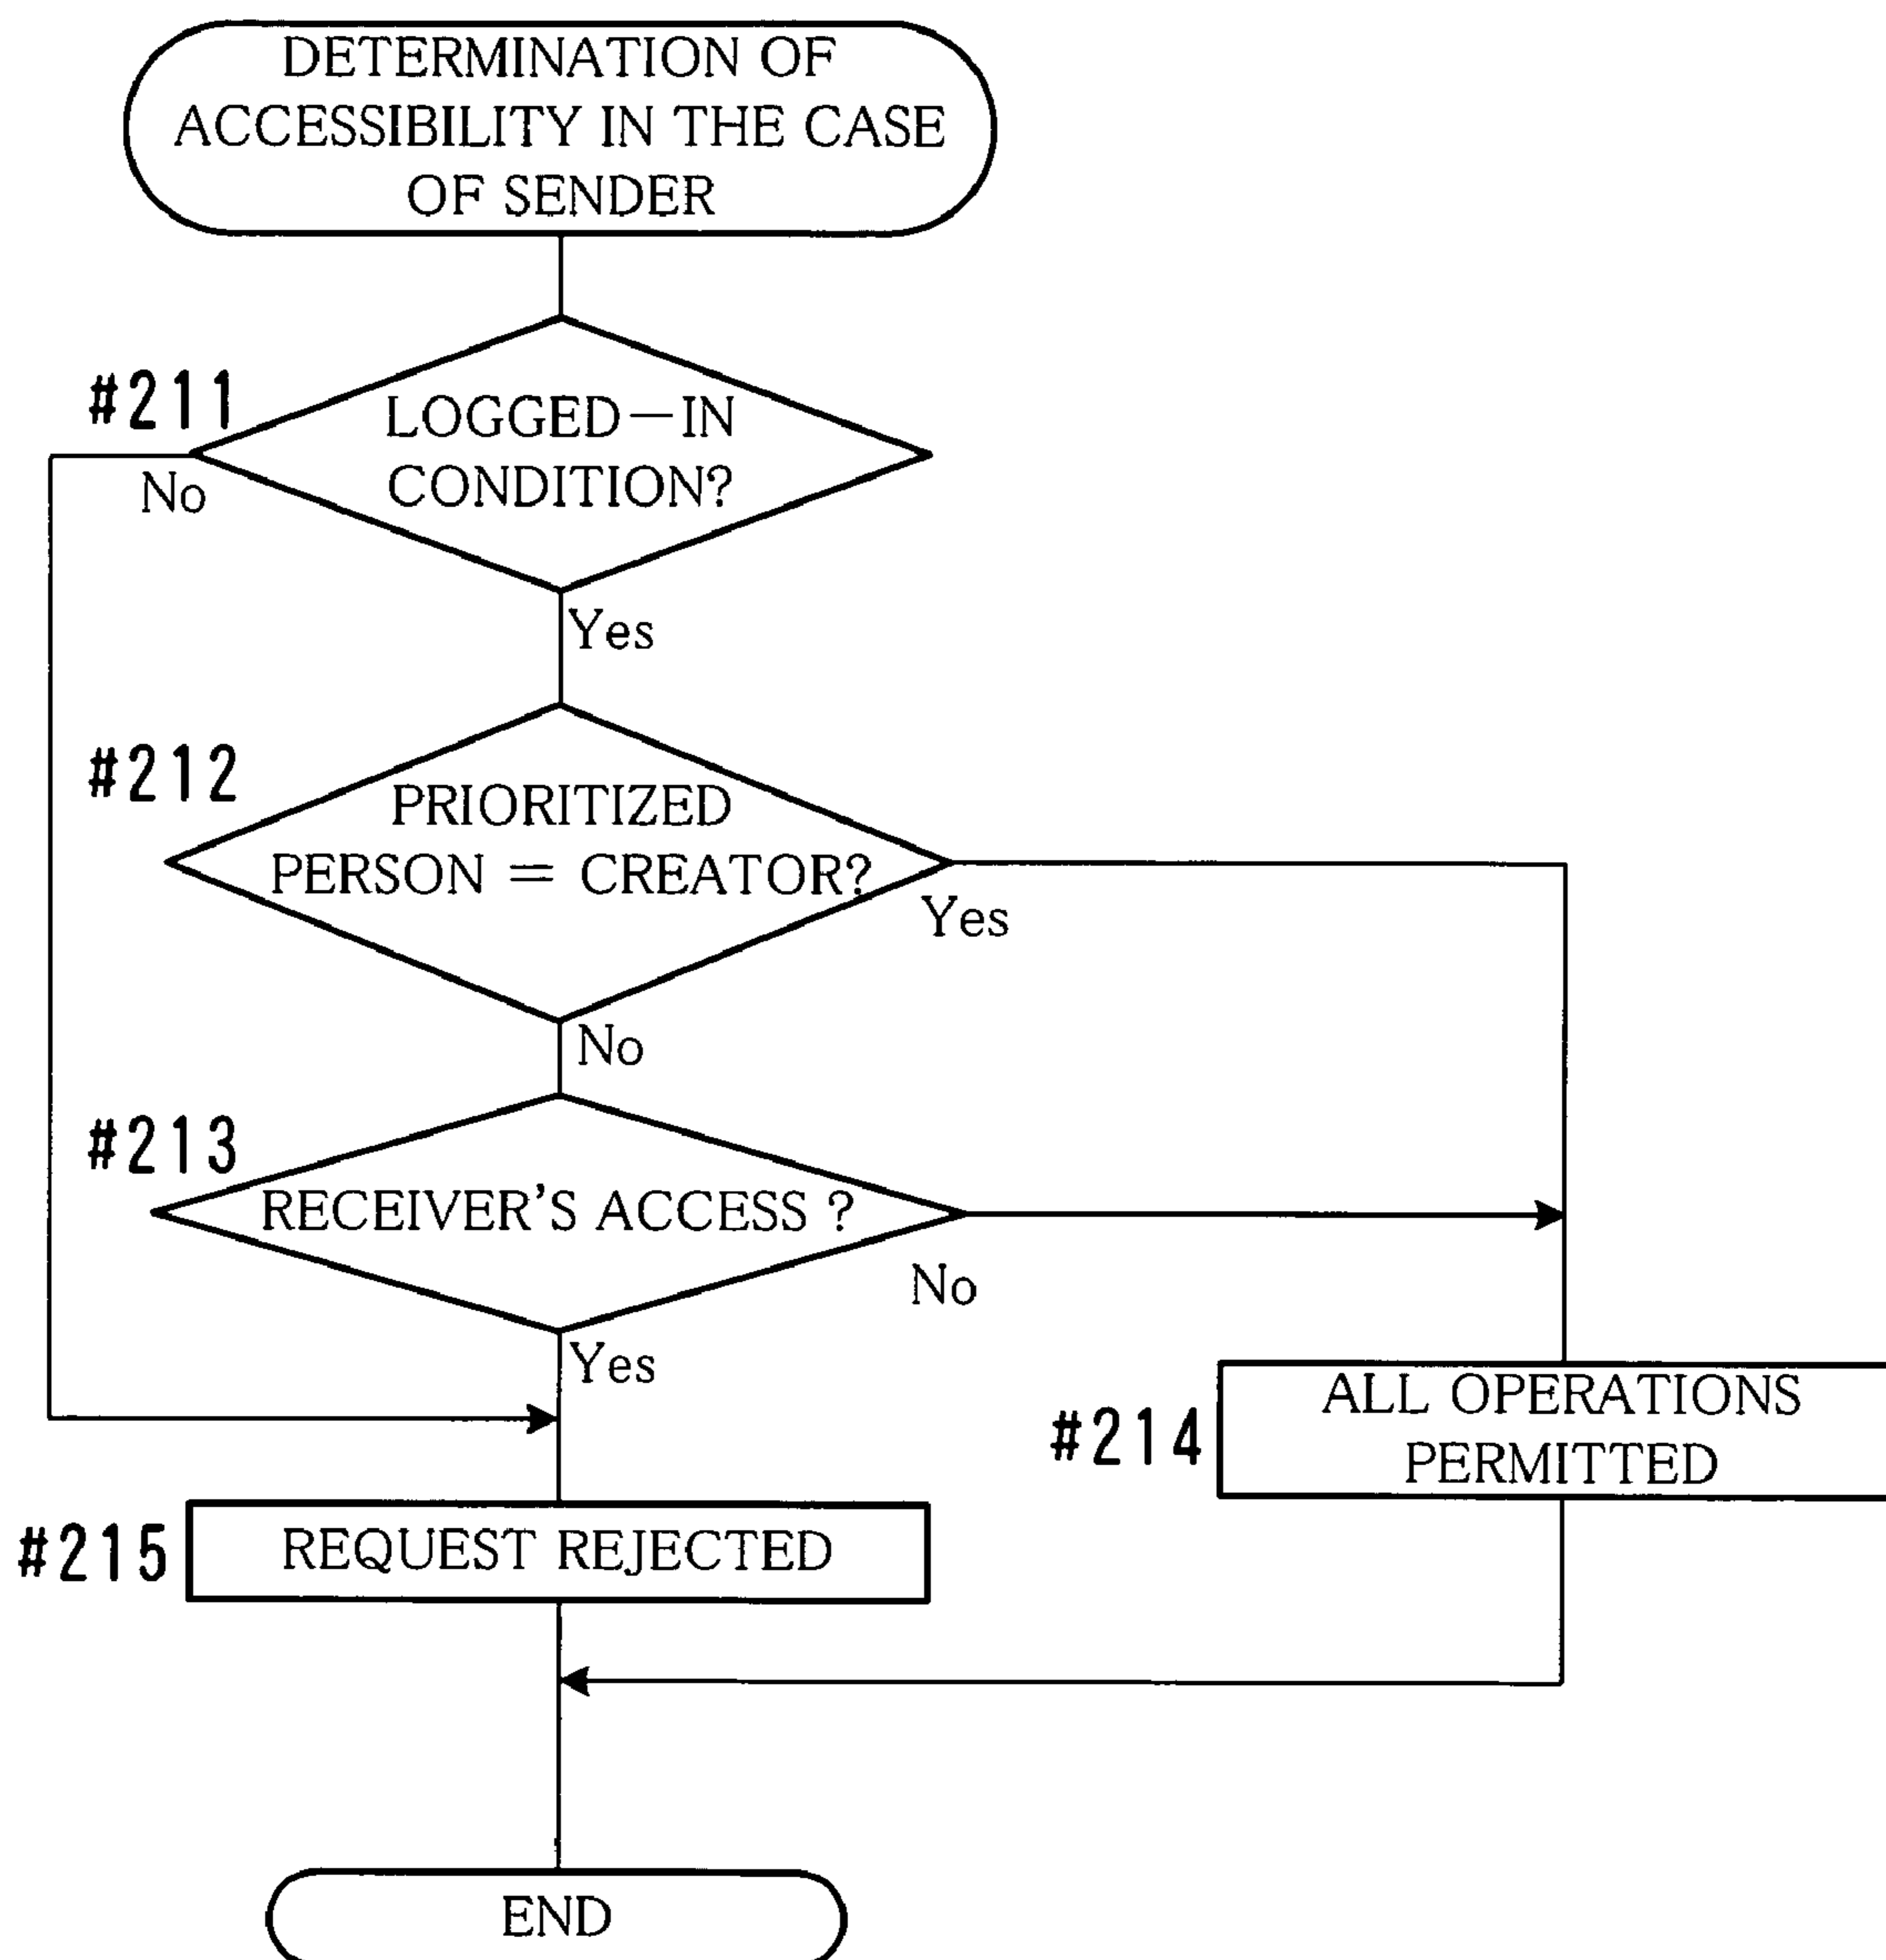 DETERMINATION OF
ACCESSIBILITY IN THE CASE
OF SENDER
#211
LOGGED—IN
CONDITION?
No
Yes
#212
PRIORITIZED
PERSON = CREATOR?
Yes
No
#213
RECEIVER'S ACCESS ?
No
Yes
#214
ALL OPERATIONS
PERMITTED
#215
REQUEST REJECTED
END